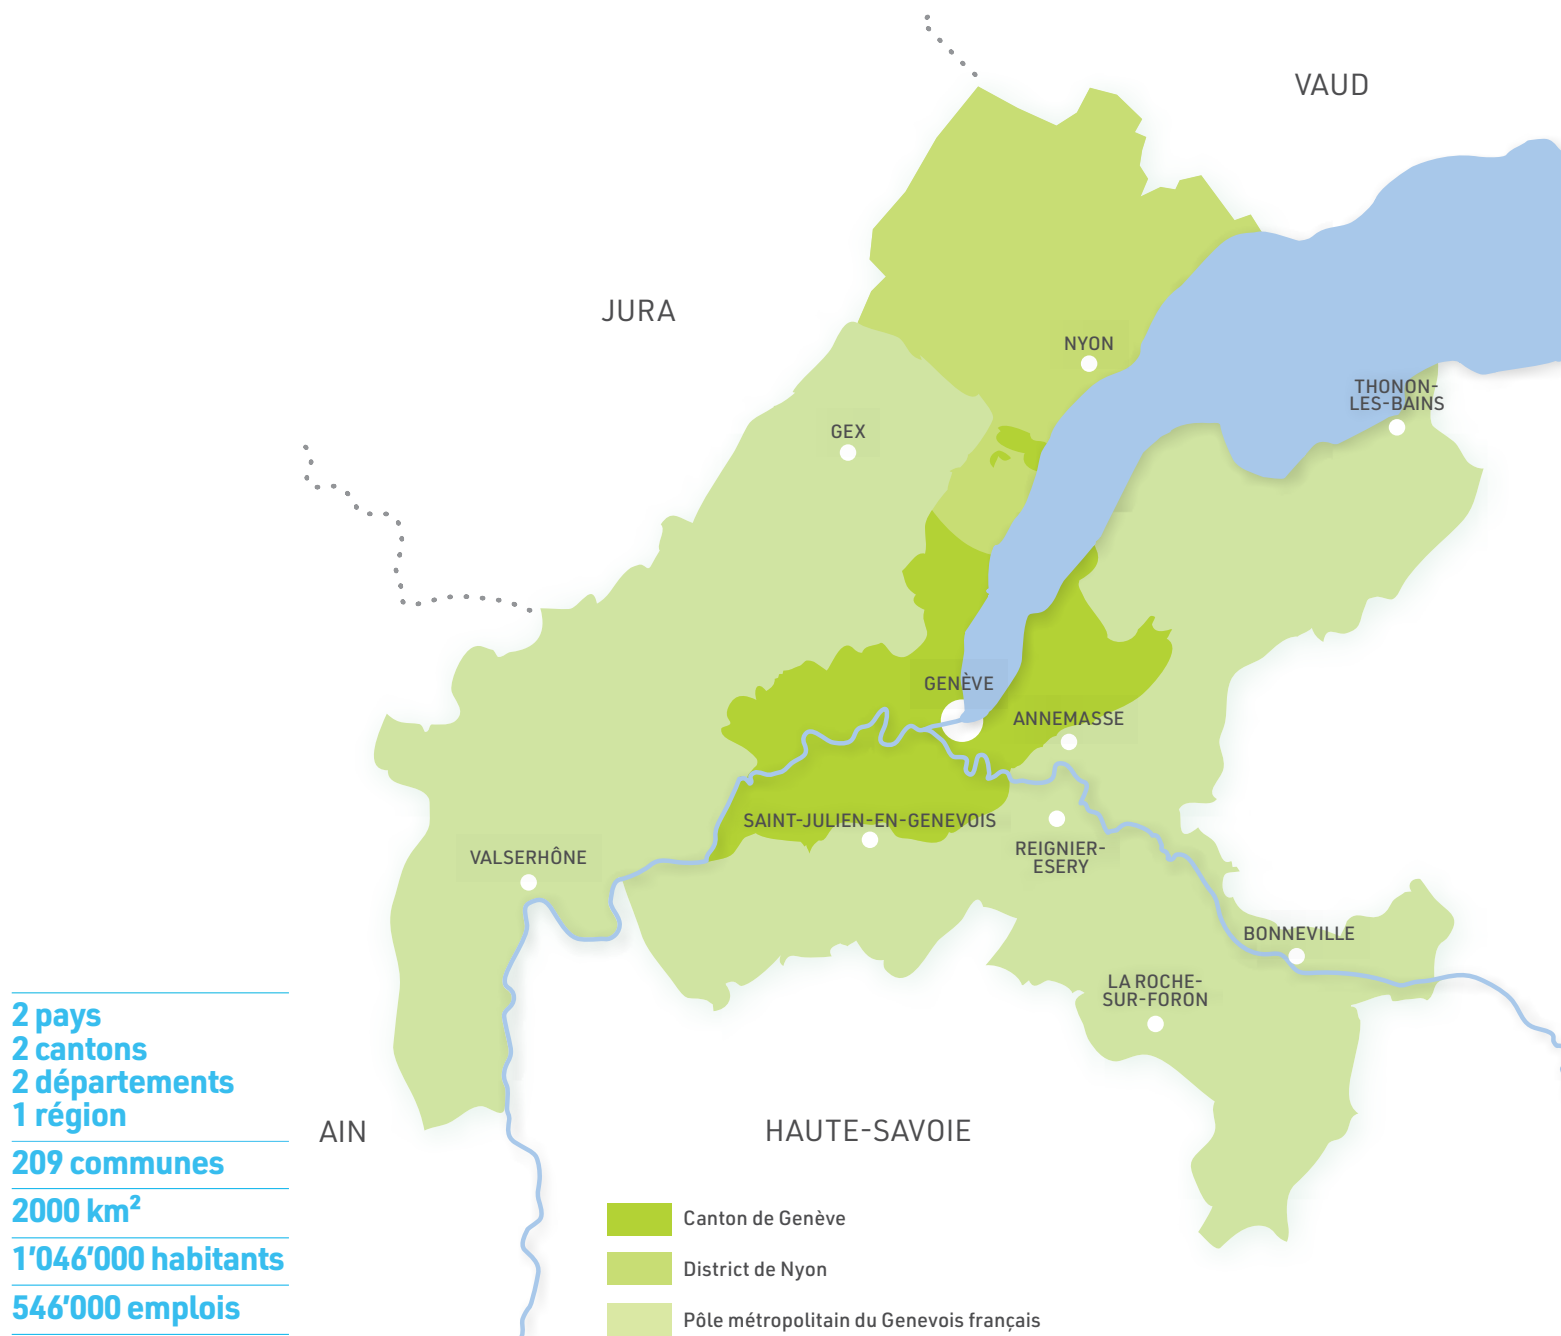 VAUD
JURA
NYON
THONON-
LES-BAINS
GEX
GENÈVE
ANNEMASSE
SAINT-JULIEN-EN-GENEVOIS
REIGNIER-
ESERY
VALSERHÔNE
BONNEVILLE
LA ROCHE-
SUR-FORON
2 pays
2 cantons
2 départements
1 région
209 communes
2000 km²
1'046'000 habitants
546'000 emplois
AIN
HAUTE-SAVOIE
Canton de Genève
District de Nyon
Pôle métropolitain du Genevois français